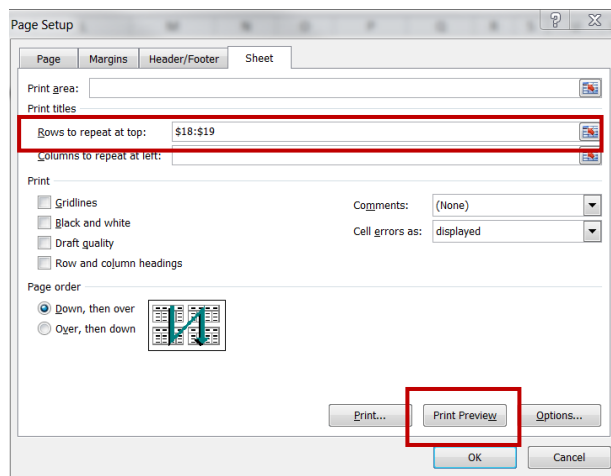 Page Setup
Page Margins Header/Footer Sheet
Print area:
Print titles
Rows to repeat at top: $18:$19
Columns to repeat at left:
Print
Gridlines
Black and white
Draft quality
Row and column headings
Comments: (None)
Cell errors as: displayed
Page order
Down, then over
Over, then down
Print... Print Preview Options...
OK Cancel